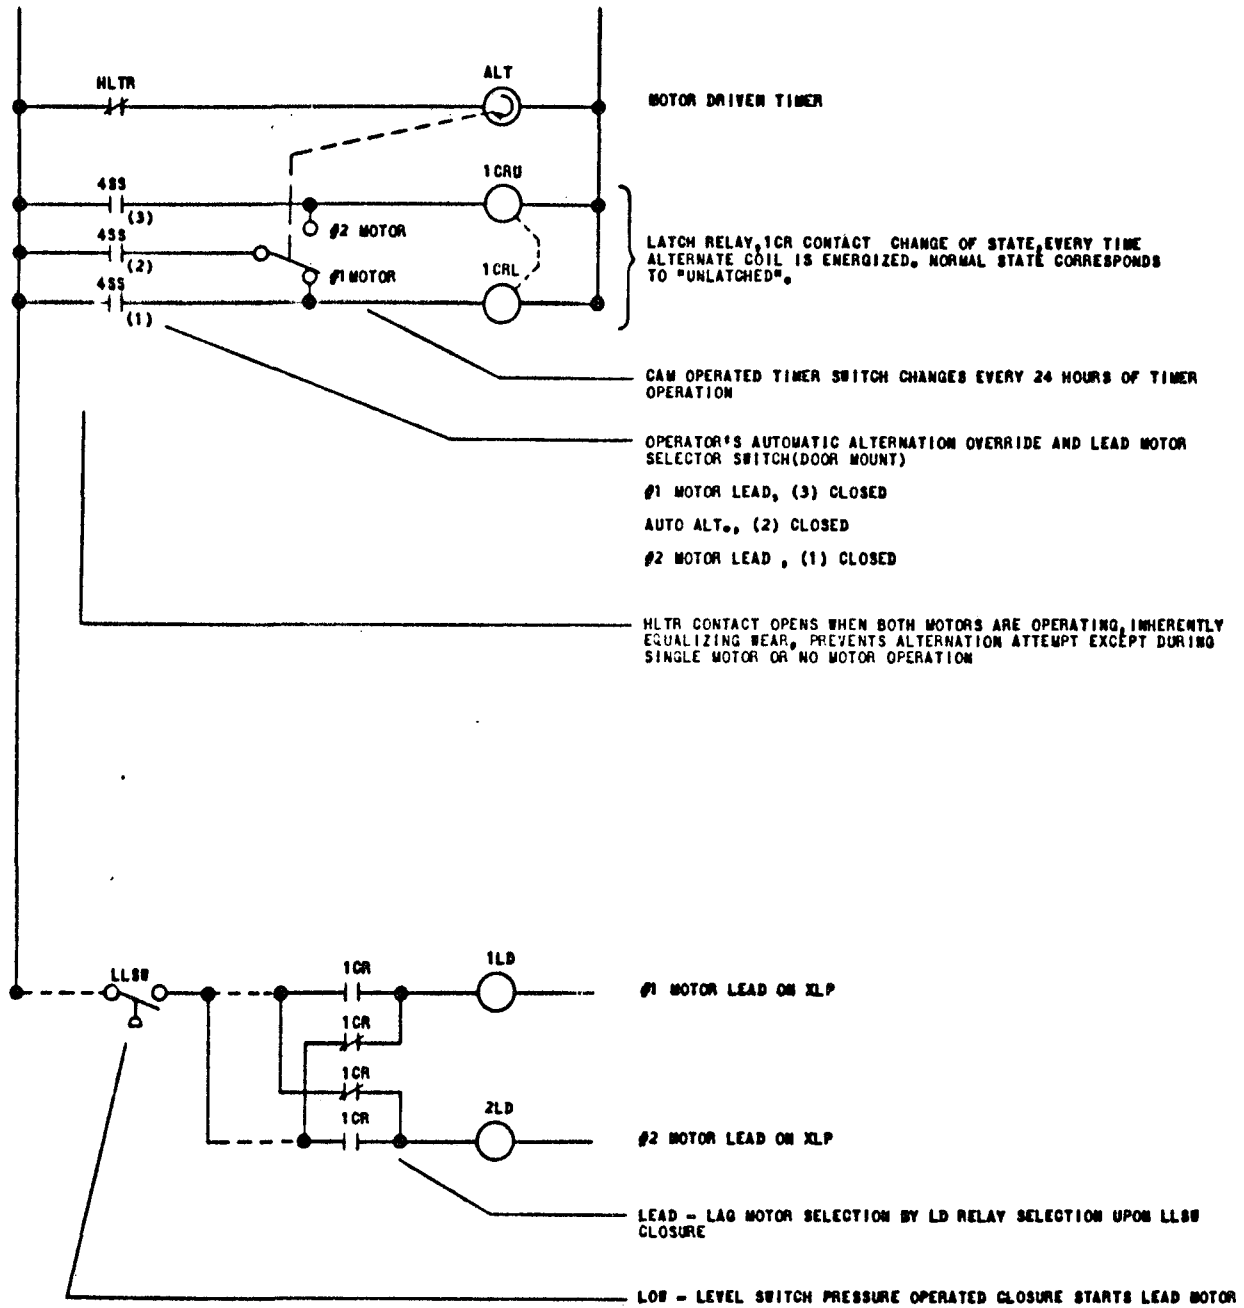 HLTR
ALT
MOTOR DRIVEN TIMER
4SS
1CRU
(3)
#2 MOTOR
4SS
(2)
#1 MOTOR
4SS
1CRL
(1)
LATCH RELAY, 1CR CONTACT CHANGE OF STATE, EVERY TIME
ALTERNATE COIL IS ENERGIZED. NORMAL STATE CORRESPONDS
TO "UNLATCHED".
CAM OPERATED TIMER SWITCH CHANGES EVERY 24 HOURS OF TIMER
OPERATION
OPERATOR'S AUTOMATIC ALTERNATION OVERRIDE AND LEAD MOTOR
SELECTOR SWITCH(DOOR MOUNT)
#1 MOTOR LEAD, (3) CLOSED
AUTO ALT., (2) CLOSED
#2 MOTOR LEAD , (1) CLOSED
HLTR CONTACT OPENS WHEN BOTH MOTORS ARE OPERATING, INHERENTLY
EQUALIZING WEAR, PREVENTS ALTERNATION ATTEMPT EXCEPT DURING
SINGLE MOTOR OR NO MOTOR OPERATION
LLSW
1CR
1LD
#1 MOTOR LEAD ON XLP
1CR
1CR
1CR
2LD
#2 MOTOR LEAD ON XLP
LEAD - LAG MOTOR SELECTION BY LD RELAY SELECTION UPON LLSW
CLOSURE
LOW - LEVEL SWITCH PRESSURE OPERATED CLOSURE STARTS LEAD MOTOR